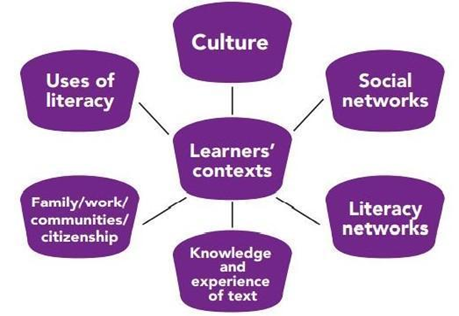 Culture
Uses of
literacy
Social
networks
Learners'
contexts
Family/work/
communities/
citizenship
Literacy
networks
Knowledge
and
experience
of text